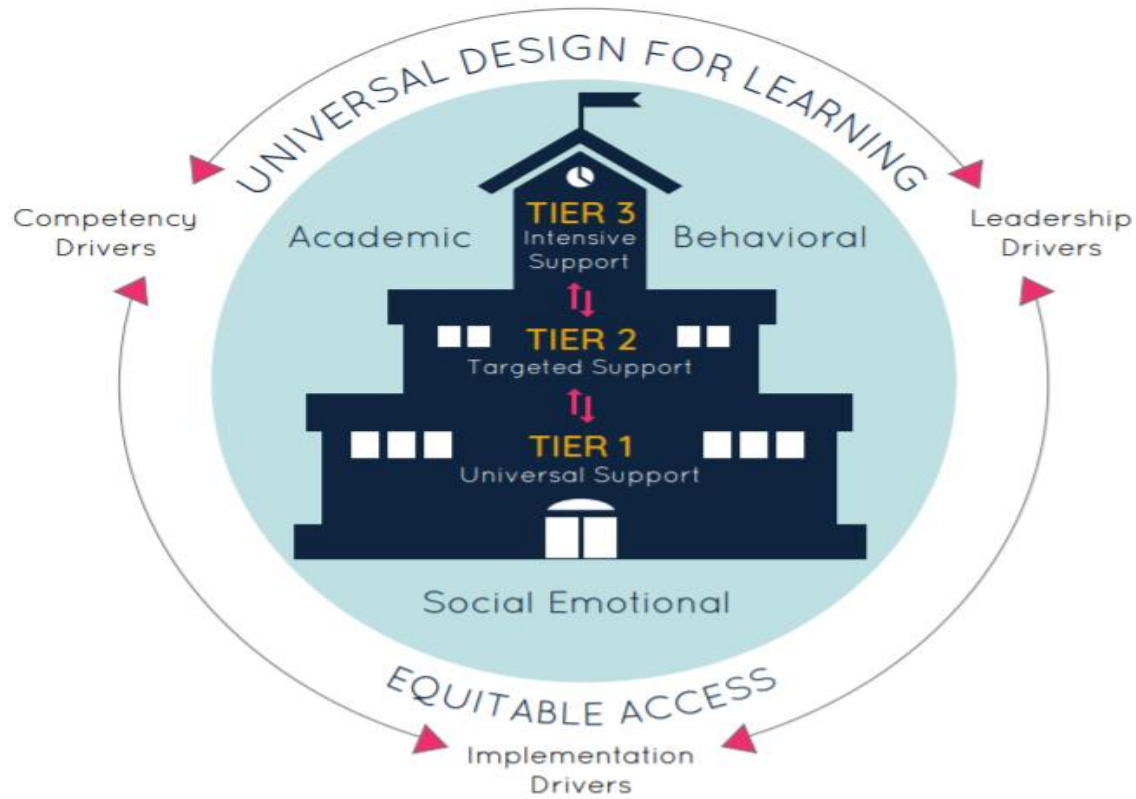 UNIVERSAL DESIGN FOR LEARNING
Competency
Drivers
Leadership
Drivers
Academic
Behavioral
TIER 3
Intensive
Support
TIER 2
Targeted Support
TIER 1
Universal Support
Social Emotional
EQUITABLE ACCESS
Implementation
Drivers